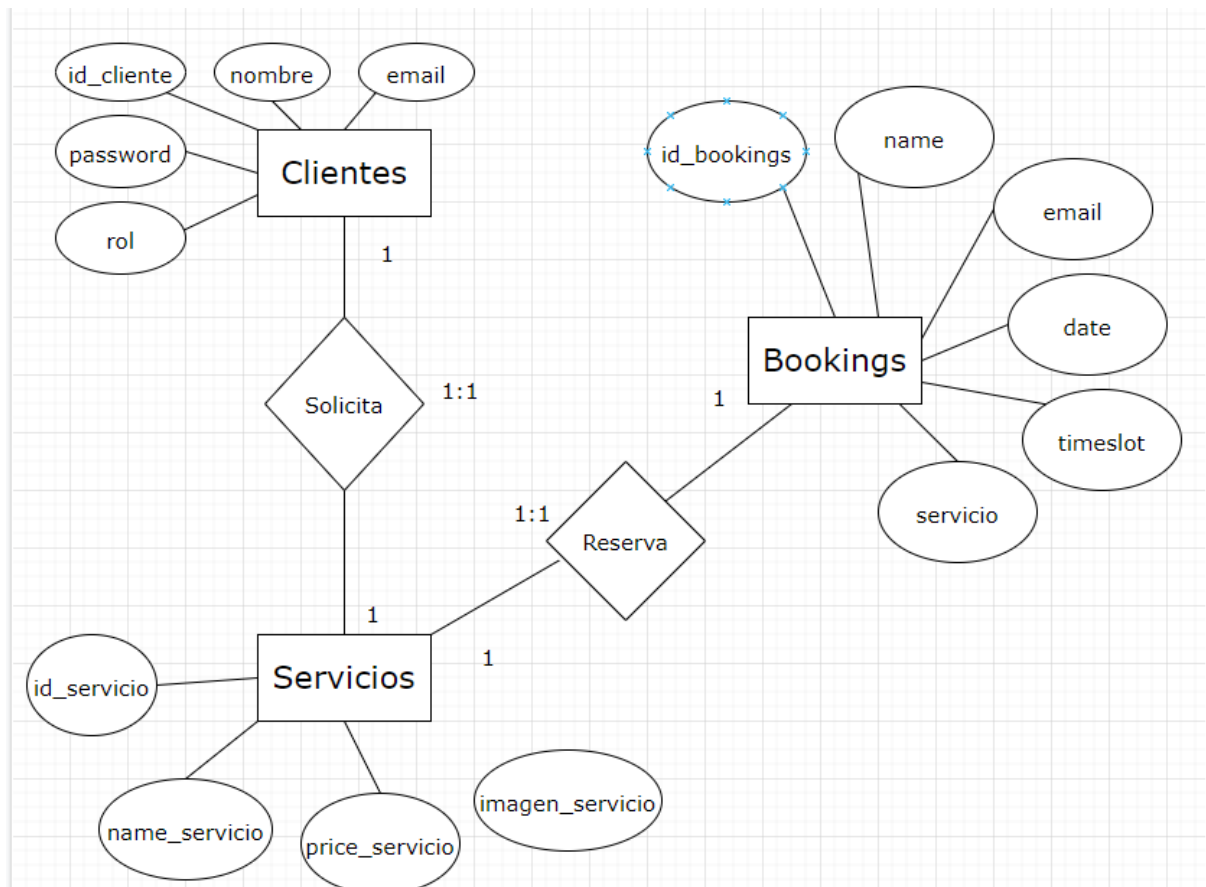 id_cliente
nombre
email
password
rol
Clientes
1
Solicita
1:1
1
Servicios
id_servicio
name_servicio
price_servicio
imagen_servicio
1
1:1
Reserva
1
Bookings
id_bookings
name
email
date
timeslot
servicio